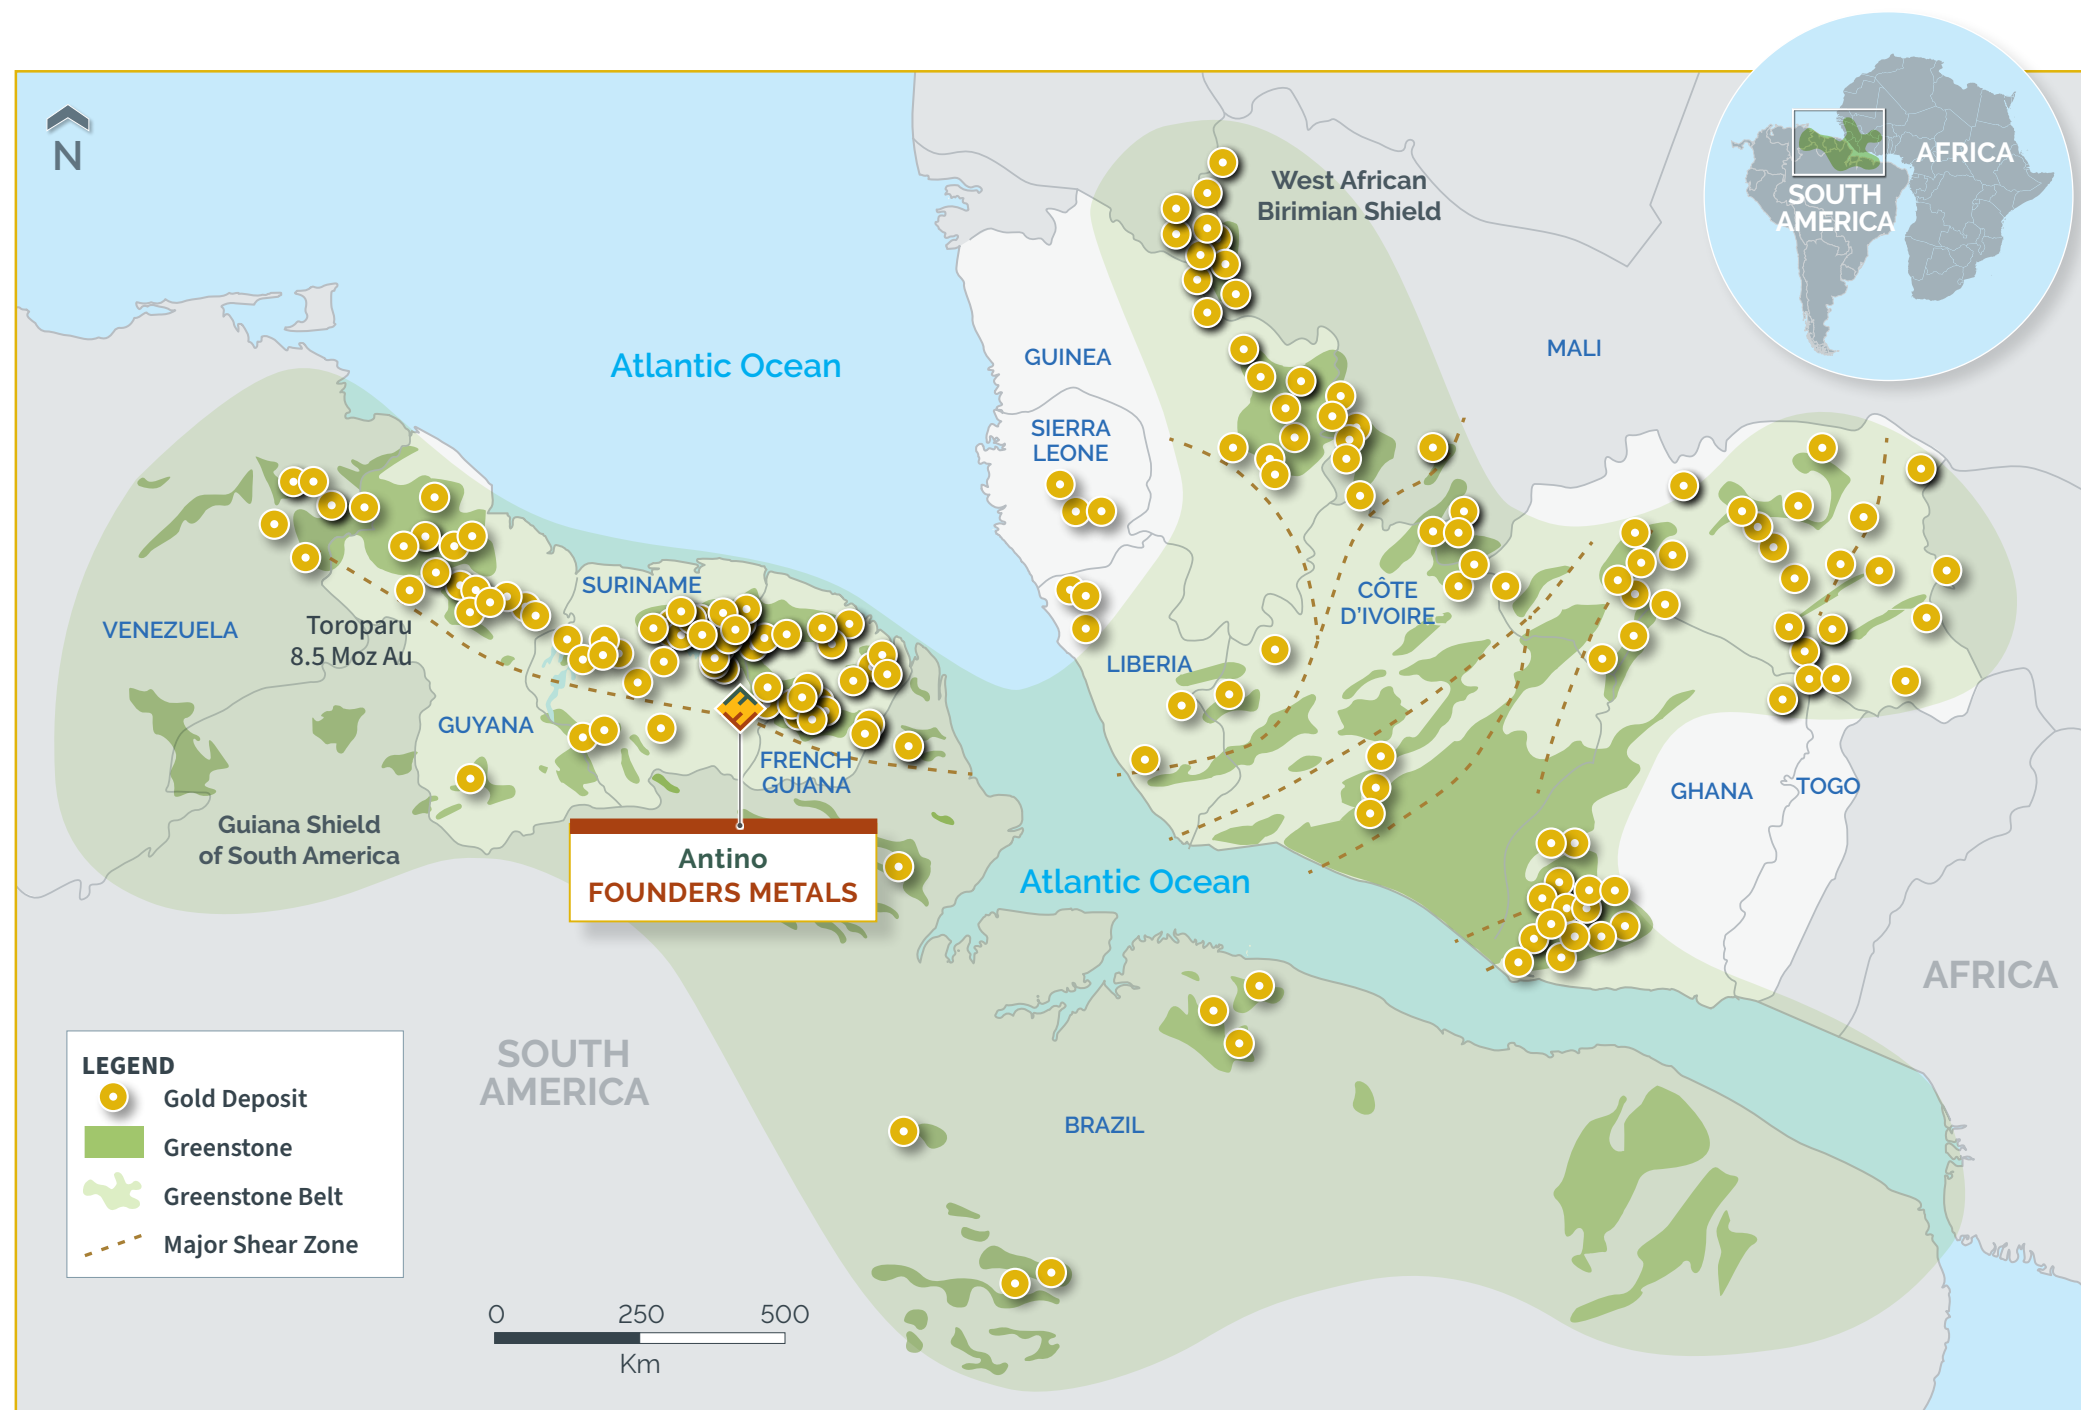 N
West African
Birimian Shield
AFRICA
SOUTH
AMERICA
Atlantic Ocean
GUINEA
MALI
SIERRA
LEONE
SURINAME
CÔTE
D'IVOIRE
VENEZUELA
Toroparu
8.5 Moz Au
LIBERIA
GUYANA
FRENCH
GUIANA
GHANA
TOGO
Guiana Shield
of South America
Antino
FOUNDERS METALS
Atlantic Ocean
AFRICA
SOUTH
AMERICA
BRAZIL
LEGEND
Gold Deposit
Greenstone
Greenstone Belt
Major Shear Zone
0 250 500
Km